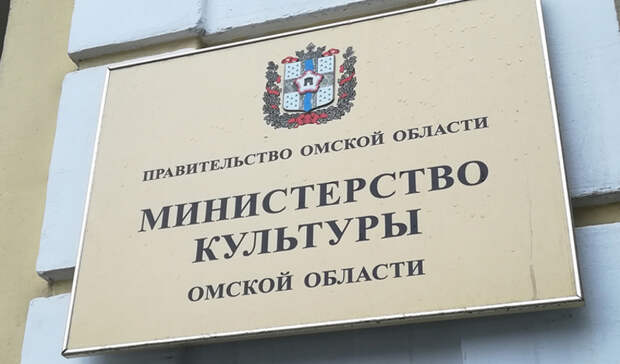 ПРАВИТЕЛЬСТВО ОМСКОЙ ОБЛАСТИ
МИНИСТЕРСТВО
КУЛЬТУРЫ
ОМСКОЙ ОБЛАСТИ